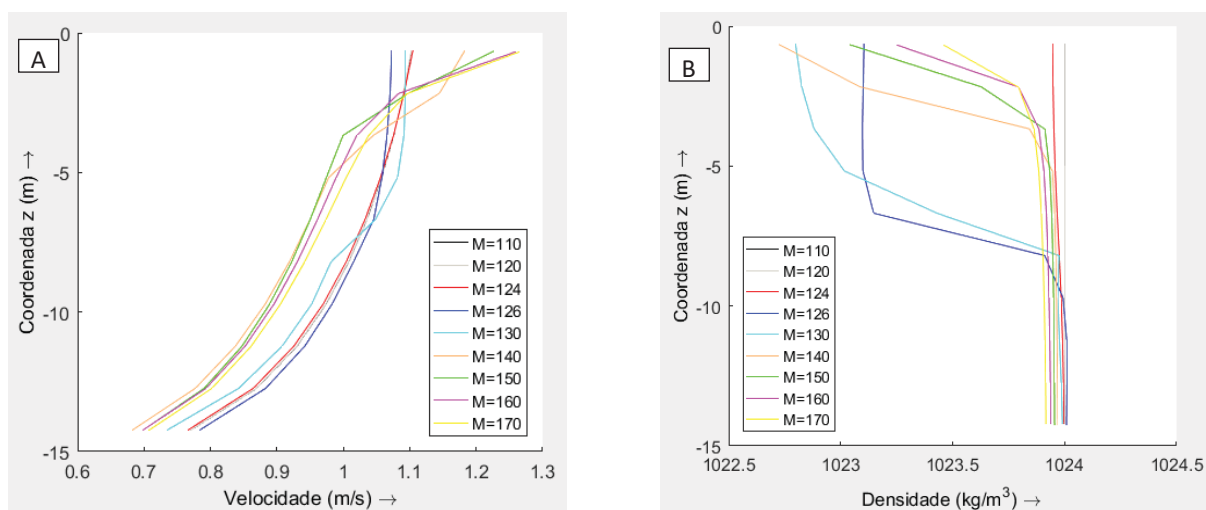 A
0
-5
-10
-15
Coordenada z (m) →
M=110
M=120
M=124
M=126
M=130
M=140
M=150
M=160
M=170
0.6 0.7 0.8 0.9 1 1.1 1.2 1.3
Velocidade (m/s) →
B
0
-5
-10
-15
Coordenada z (m) →
M=110
M=120
M=124
M=126
M=130
M=140
M=150
M=160
M=170
1022.5 1023 1023.5 1024 1024.5
Densidade (kg/m³) →